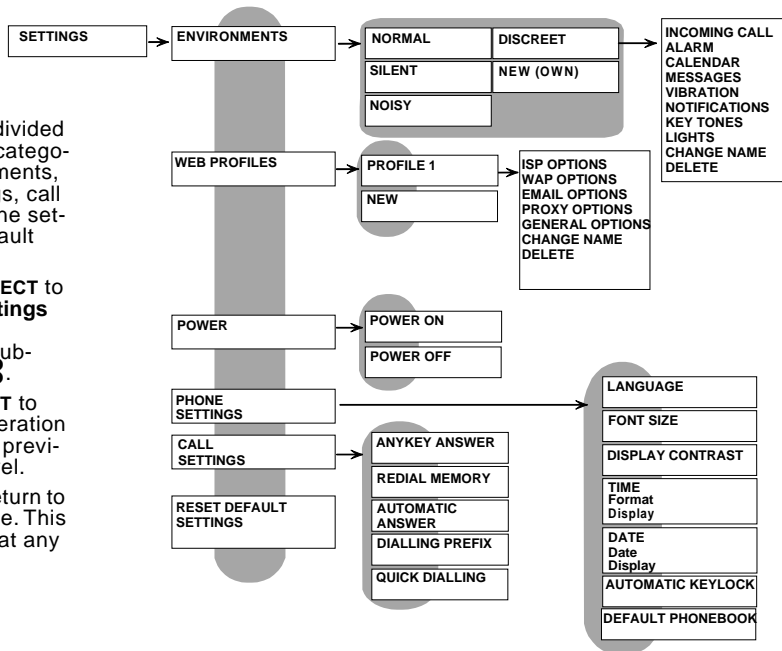 divided
catego-
ments,
us, call
ne set-
ault
ECT to
tings
ub-
.
T to
eration
previ-
vel.
eturn to
e. This
at any
SETTINGS
ENVIRONMENTS
NORMAL
DISCREET
SILENT
NEW (OWN)
NOISY
INCOMING CALL
ALARM
CALENDAR
MESSAGES
VIBRATION
NOTIFICATIONS
KEY TONES
LIGHTS
CHANGE NAME
DELETE
WEB PROFILES
PROFILE 1
NEW
ISP OPTIONS
WAP OPTIONS
EMAIL OPTIONS
PROXY OPTIONS
GENERAL OPTIONS
CHANGE NAME
DELETE
POWER
POWER ON
POWER OFF
PHONE
SETTINGS
LANGUAGE
FONT SIZE
DISPLAY CONTRAST
TIME
Format
Display
DATE
Date
Display
AUTOMATIC KEYLOCK
DEFAULT PHONEBOOK
CALL
SETTINGS
ANYKEY ANSWER
REDIAL MEMORY
AUTOMATIC
ANSWER
DIALLING PREFIX
QUICK DIALLING
RESET DEFAULT
SETTINGS